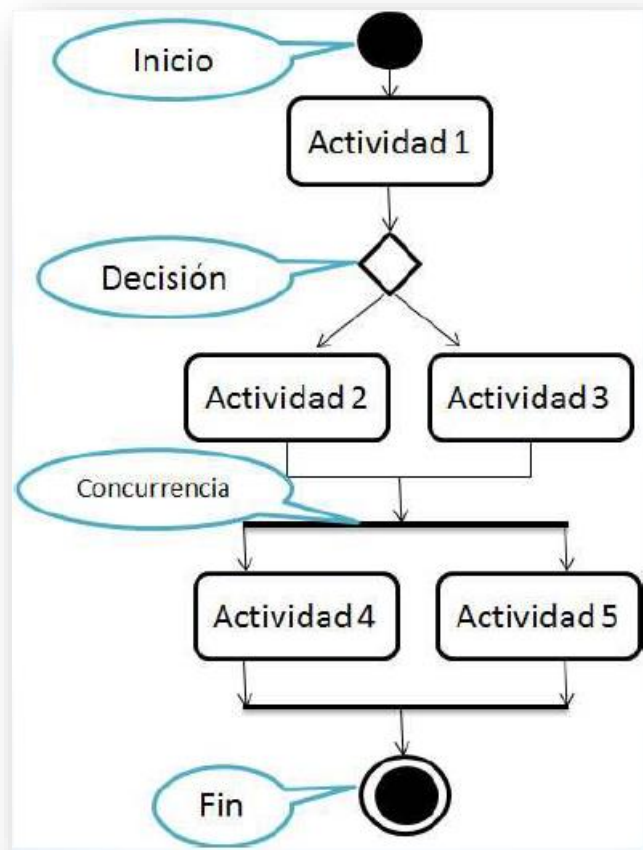 Inicio
Actividad 1
Decisión
Actividad 2
Actividad 3
Concurrencia
Actividad 4
Actividad 5
Fin